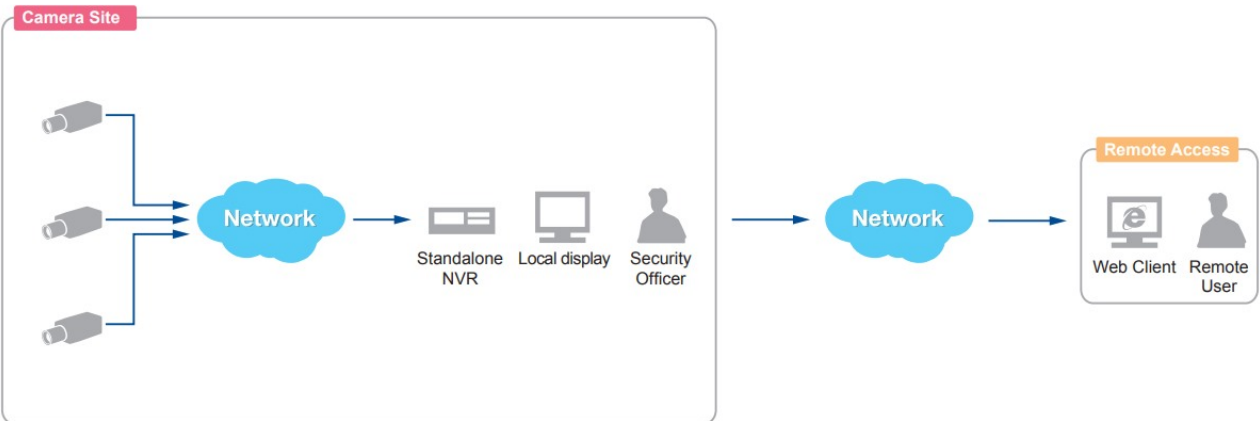 Camera Site
Remote Access
Network
Network
Standalone
NVR
Local display
Security
Officer
Web Client
Remote
User